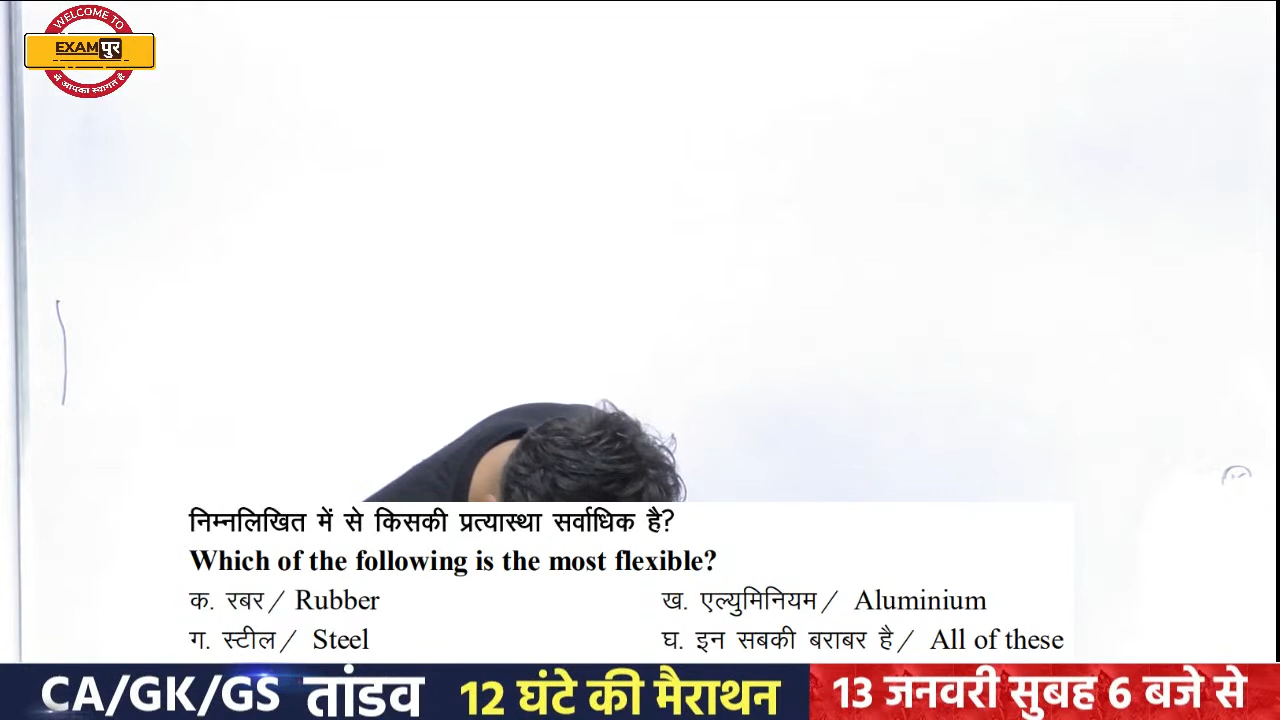 WELCOME TO
EXAMपुर
में आपका स्वागत है
निम्नलिखित में से किसकी प्रत्यास्था सर्वाधिक है?
Which of the following is the most flexible?
क. रबर / Rubber
ख. एल्युमिनियम / Aluminium
ग. स्टील / Steel
घ. इन सबकी बराबर है / All of these
CA/GK/GS तांडव 12 घंटे की मैराथन 13 जनवरी सुबह 6 बजे से